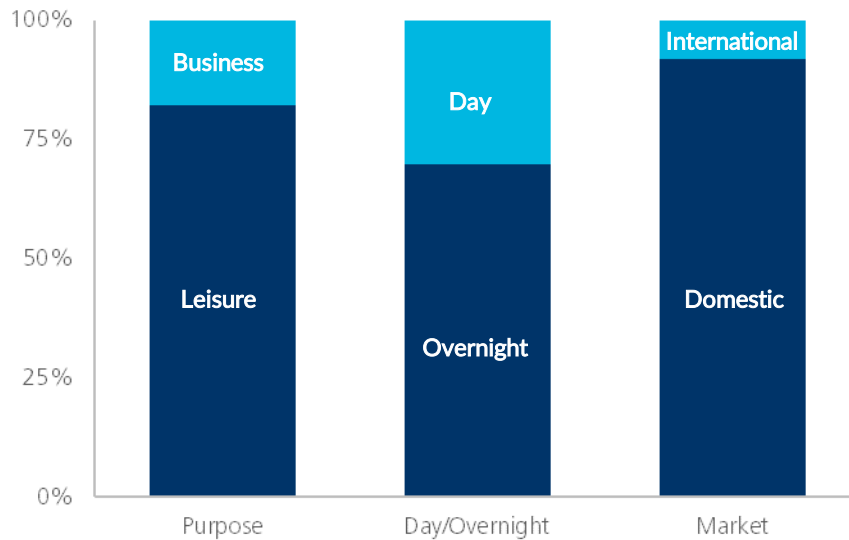 100%
75%
50%
25%
0%
Business
Leisure
Day
Overnight
International
Domestic
Purpose
Day/Overnight
Market